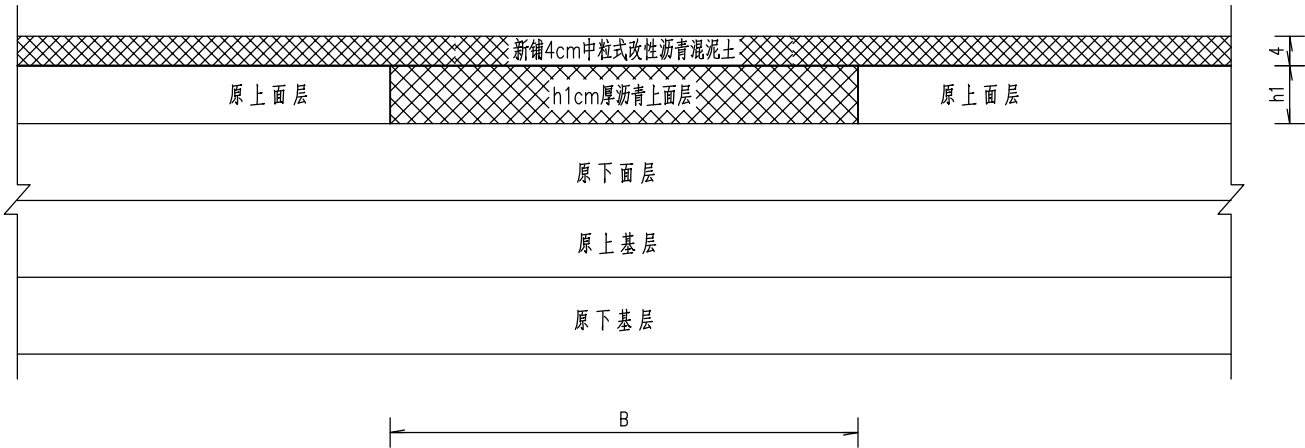 新铺4cm中粒式改性沥青混泥土
4
原上面层
h1cm厚沥青上面层
原上面层
h1
原下面层
原上基层
原下基层
B